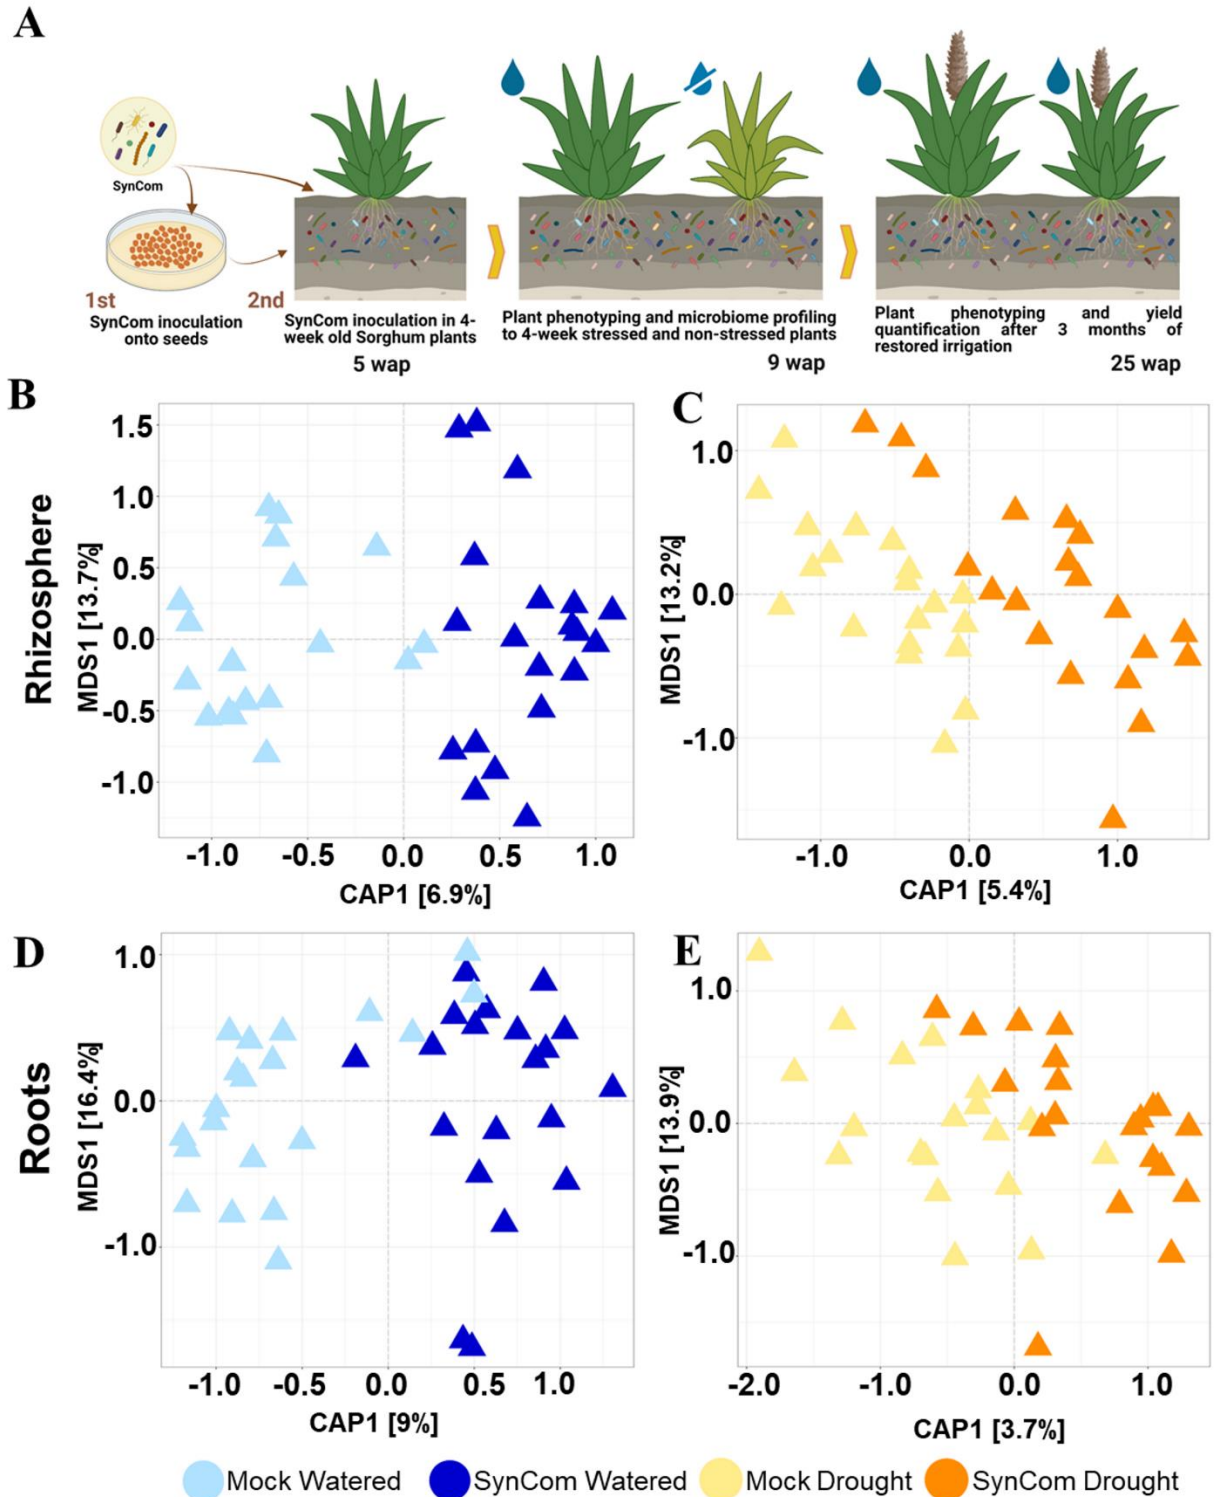 A
SynCom
1st
2nd
SynCom inoculation
onto seeds
SynCom inoculation in 4-
week old Sorghum plants
5 wap
Plant phenotyping and microbiome profiling
to 4-week stressed and non-stressed plants
9 wap
Plant phenotyping and yield
quantification after 3 months of
restored irrigation
25 wap
B
Rhizosphere
MDS1 [13.7%]
1.5
1.0
0.5
0.0
-0.5
-1.0
-1.0 -0.5 0.0 0.5 1.0
CAP1 [6.9%]
C
MDS1 [13.2%]
1.0
0.0
-1.0
-1.0 0.0 1.0
CAP1 [5.4%]
D
Roots
MDS1 [16.4%]
1.0
0.0
-1.0
-1.0 -0.5 0.0 0.5 1.0
CAP1 [9%]
E
MDS1 [13.9%]
1.0
0.0
-1.0
-2.0 -1.0 0.0 1.0
CAP1 [3.7%]
Mock Watered SynCom Watered Mock Drought SynCom Drought